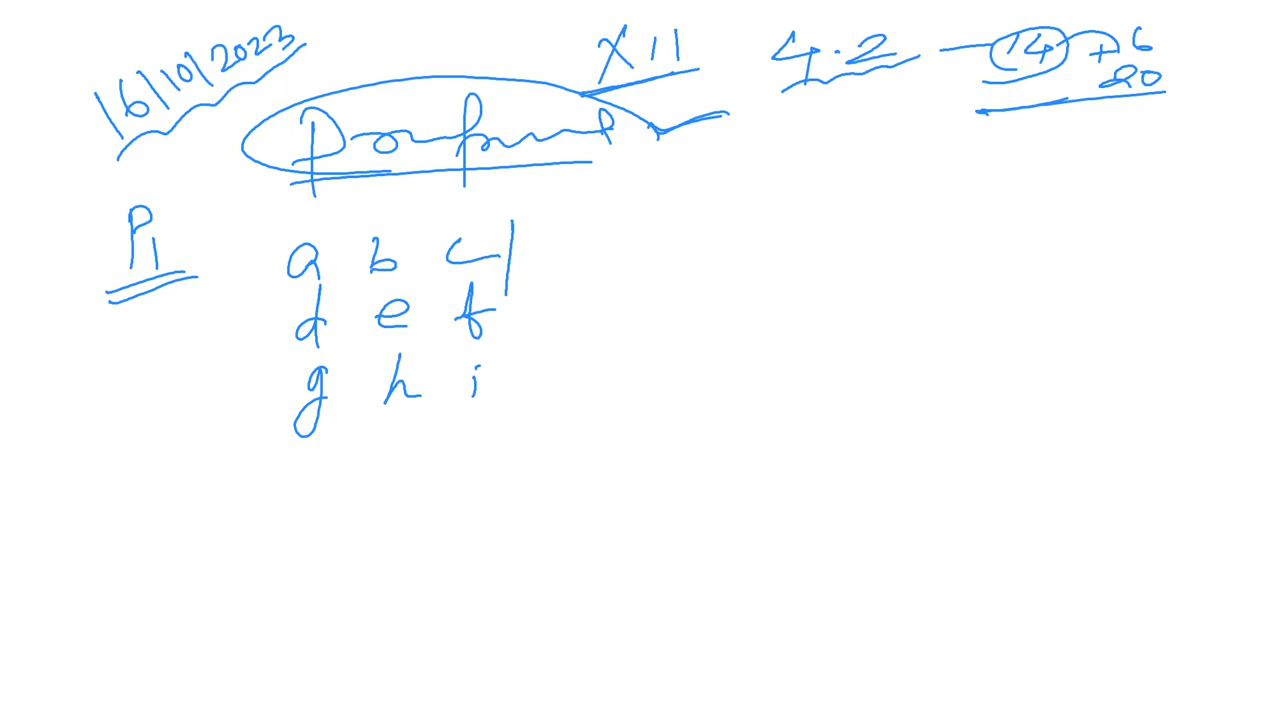 16/10/2023
XII 4.2 — 14 + 6
20
P1
a b c |
d e f
g h i